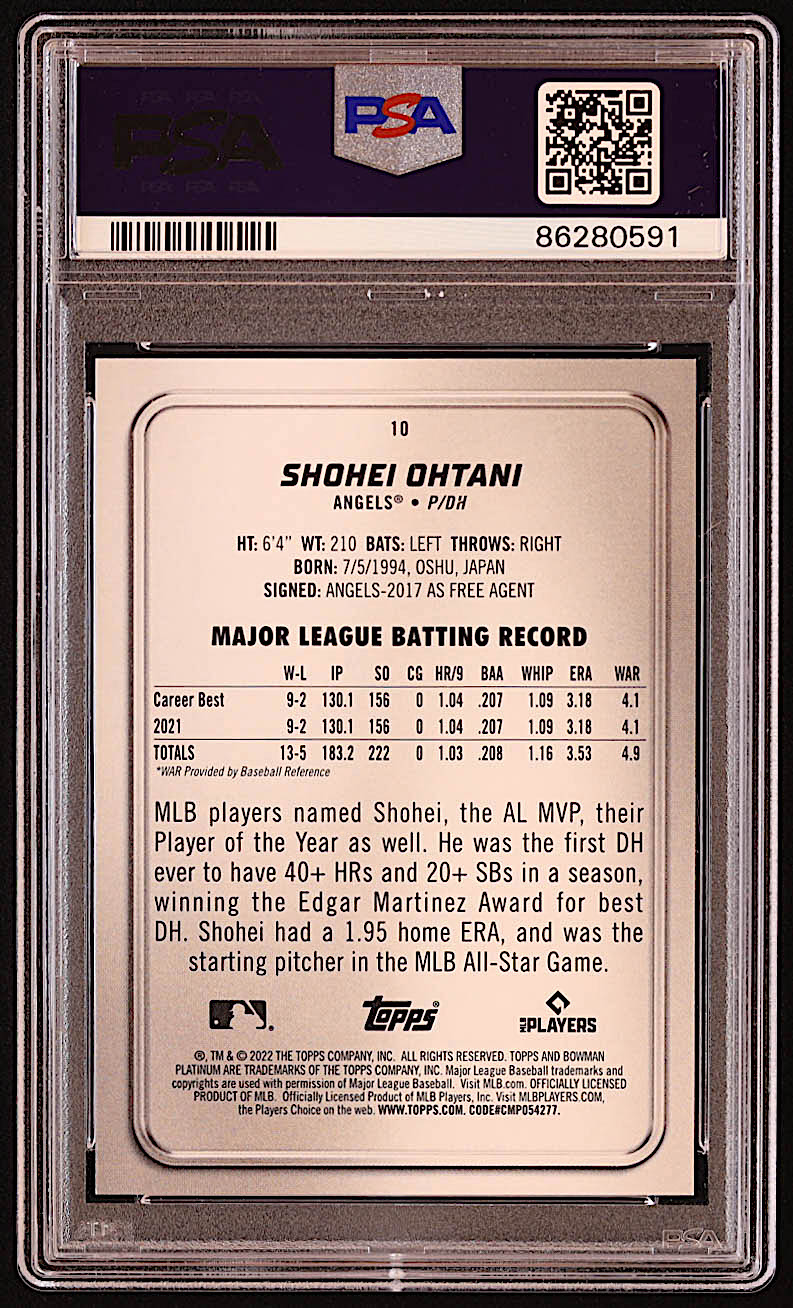 PSA PSA PSA
PSA
PSA PSA PSA
PSA
86280591
10
SHOHEI OHTANI
ANGELS® • P/DH
HT: 6'4" WT: 210 BATS: LEFT THROWS: RIGHT
BORN: 7/5/1994, OSHU, JAPAN
SIGNED: ANGELS-2017 AS FREE AGENT
MAJOR LEAGUE BATTING RECORD
W-L IP SO CG HR/9 BAA WHIP ERA WAR
Career Best 9-2 130.1 156 0 1.04 .207 1.09 3.18 4.1
2021 9-2 130.1 156 0 1.04 .207 1.09 3.18 4.1
TOTALS 13-5 183.2 222 0 1.03 .208 1.16 3.53 4.9
*WAR Provided by Baseball Reference
MLB players named Shohei, the AL MVP, their
Player of the Year as well. He was the first DH
ever to have 40+ HRs and 20+ SBs in a season,
winning the Edgar Martinez Award for best
DH. Shohei had a 1.95 home ERA, and was the
starting pitcher in the MLB All-Star Game.
TOPPS®
MLB PLAYERS
®, TM & © 2022 THE TOPPS COMPANY, INC. ALL RIGHTS RESERVED. TOPPS AND BOWMAN
PLATINUM ARE TRADEMARKS OF THE TOPPS COMPANY, INC. Major League Baseball trademarks and
copyrights are used with permission of Major League Baseball. Visit MLB.com. OFFICIALLY LICENSED
PRODUCT OF MLB. Officially Licensed Product of MLB Players, Inc. Visit MLBPLAYERS.COM,
the Players Choice on the web. WWW.TOPPS.COM. CODE#CMP054277.
PSA